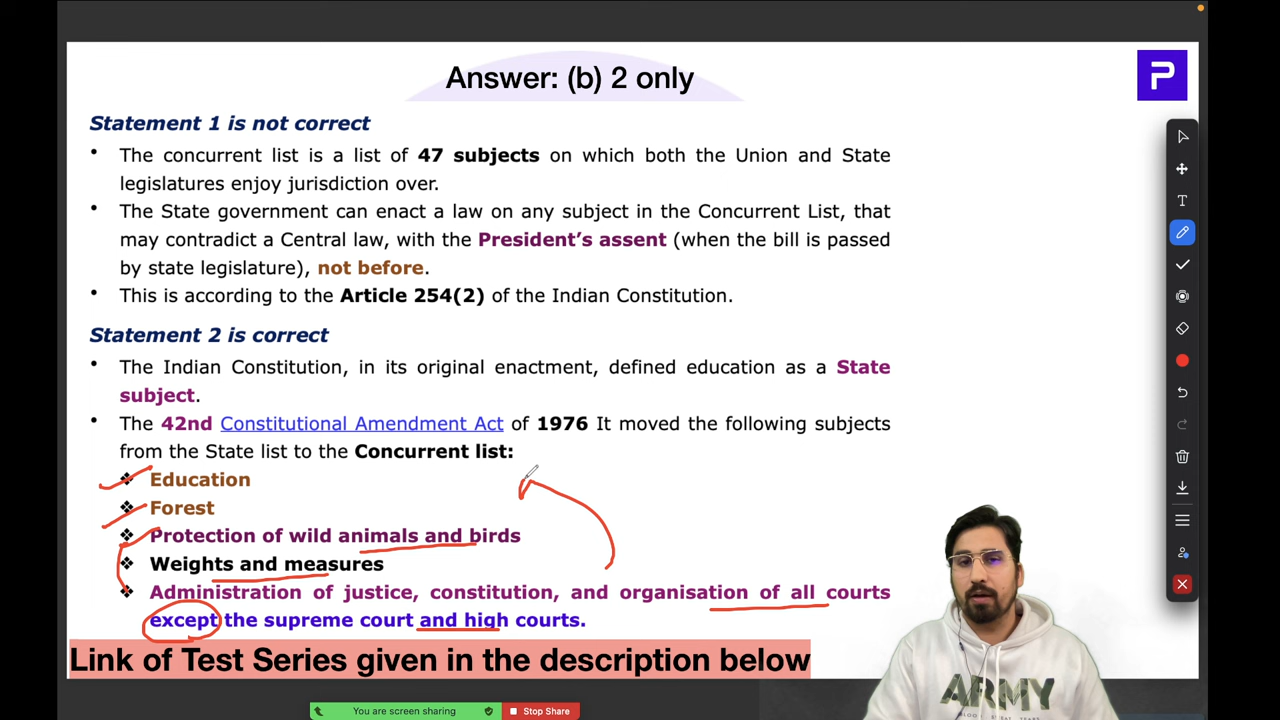 Answer: (b) 2 only
Statement 1 is not correct
• The concurrent list is a list of 47 subjects on which both the Union and State
legislatures enjoy jurisdiction over.
• The State government can enact a law on any subject in the Concurrent List, that
may contradict a Central law, with the President’s assent (when the bill is passed
by state legislature), not before.
• This is according to the Article 254(2) of the Indian Constitution.
Statement 2 is correct
• The Indian Constitution, in its original enactment, defined education as a State
subject.
• The 42nd Constitutional Amendment Act of 1976 It moved the following subjects
from the State list to the Concurrent list:
❖ Education
❖ Forest
❖ Protection of wild animals and birds
❖ Weights and measures
❖ Administration of justice, constitution, and organisation of all courts
except the supreme court and high courts.
Link of Test Series given in the description below
ARMY
You are screen sharing
Stop Share